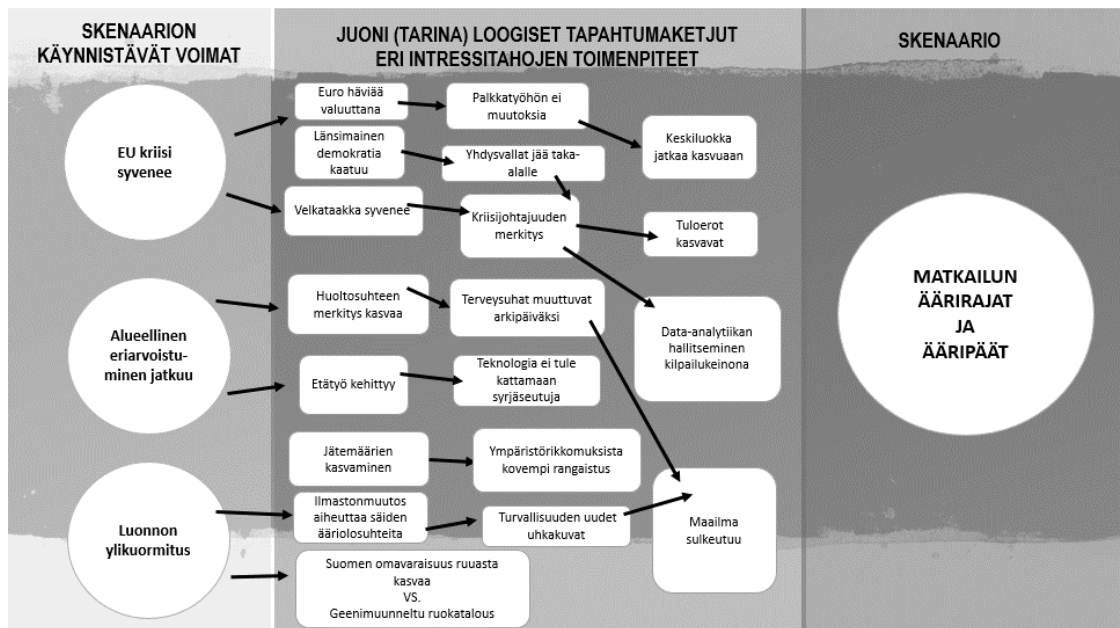 SKENAARION
KÄYNNISTÄVÄT VOIMAT
JUONI (TARINA) LOOGISET TAPAHTUMAKETJUT
ERI INTRESSITAHOJEN TOIMENPITEET
SKENAARIO
EU kriisi
syvenee
Alueellinen
eriarvoistu-
minen jatkuu
Luonnon
ylikuormitus
Euro häviää
valuuttana
Palkkatyöhön ei
muutoksia
Keskiluokka
jatkaa kasvuaan
Länsimainen
demokratia
kaatuu
Yhdysvallat jää taka-
alalle
Velkataakka syvenee
Kriisijohtajuuden
merkitys
Tuloerot
kasvavat
Huoltosuhteen
merkitys kasvaa
Terveysuhat muuttuvat
arkipäiväksi
Data-analytiikan
hallitseminen
kilpailukeinona
Etätyö kehittyy
Teknologia ei tule
kattamaan
syrjäseutuja
Jätemäärien
kasvaminen
Ympäristörikkomuksista
kovempi rangaistus
Ilmastonmuutos
aiheuttaa säiden
ääriolosuhteita
Turvallisuuden uudet
uhkakuvat
Maailma
sulkeutuu
Suomen omavaraisuus ruuasta
kasvaa
VS.
Geenimuunneltu ruokatalous
MATKAILUN
ÄÄRIRAJAT
JA
ÄÄRIPÄÄT